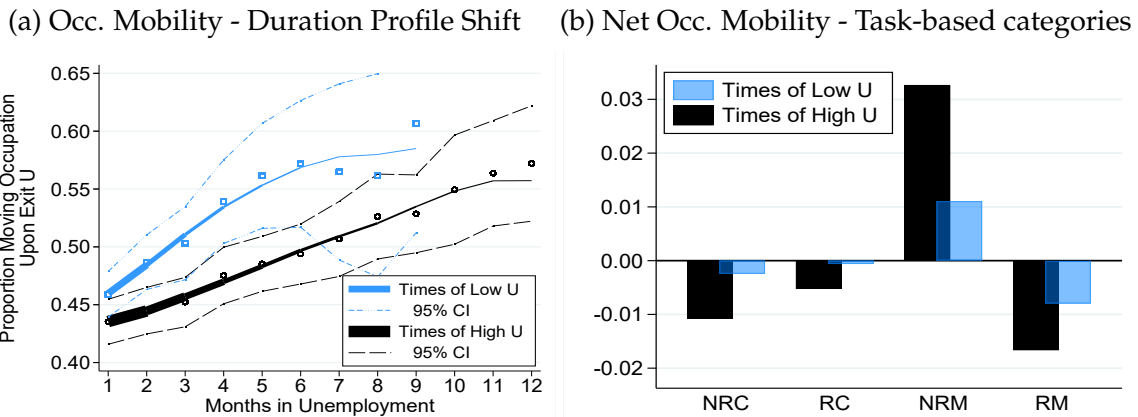 (a) Occ. Mobility - Duration Profile Shift
Proportion Moving Occupation
Upon Exit U
0.65
0.60
0.55
0.50
0.45
0.40
Times of Low U
95% CI
Times of High U
95% CI
1 2 3 4 5 6 7 8 9 10 11 12
Months in Unemployment
(b) Net Occ. Mobility - Task-based categories
Times of Low U
Times of High U
0.03
0.02
0.01
0.00
-0.01
-0.02
NRC RC NRM RM